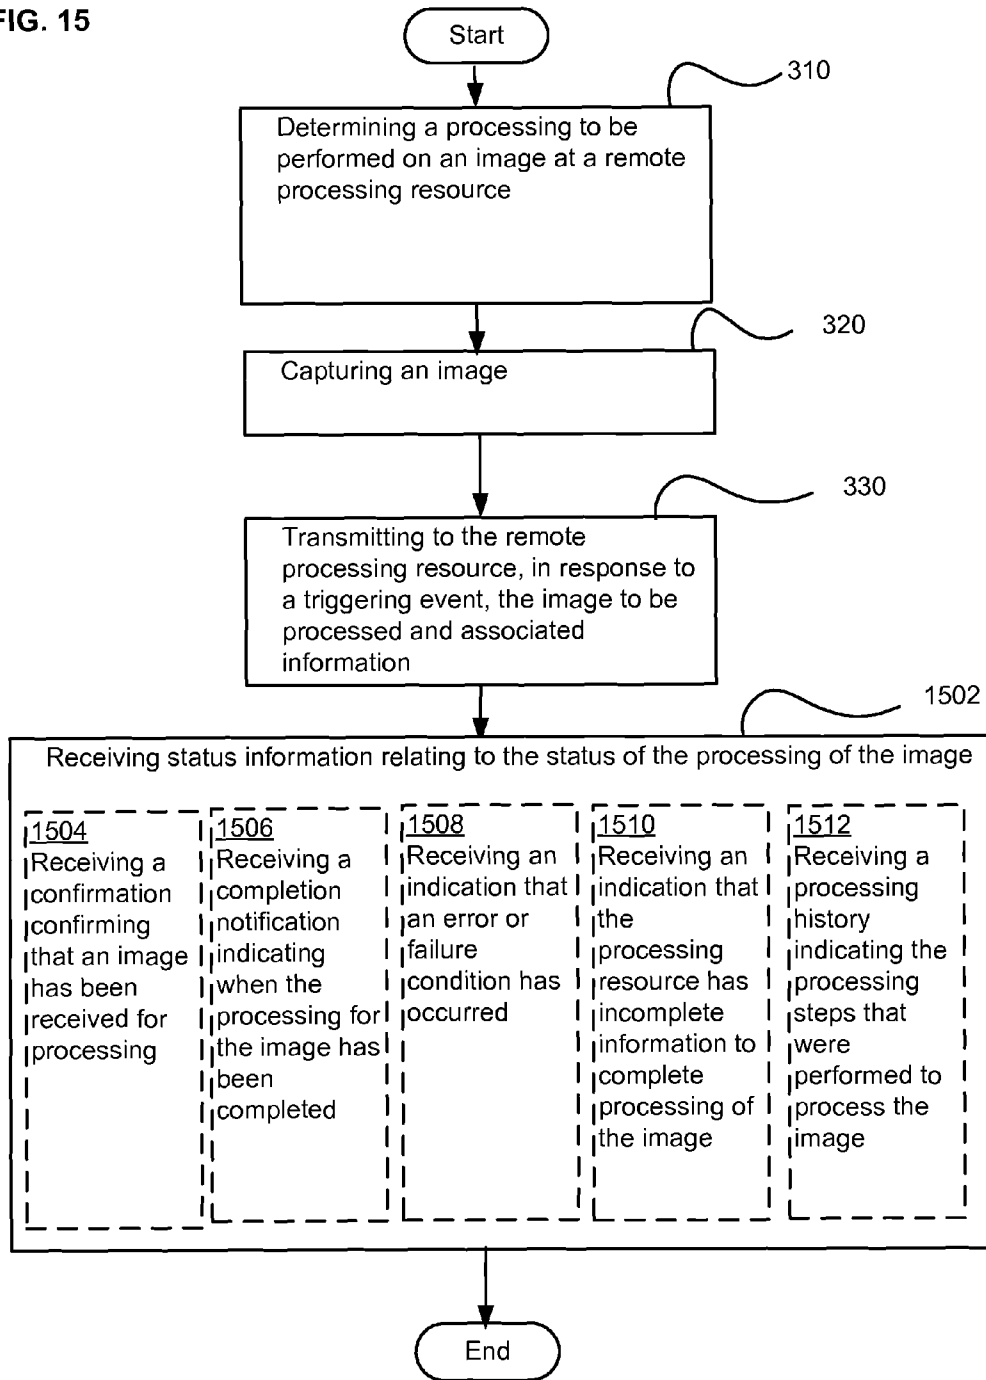 FIG. 15
Start
310
Determining a processing to be
performed on an image at a remote
processing resource
320
Capturing an image
330
Transmitting to the remote
processing resource, in response to
a triggering event, the image to be
processed and associated
information
1502
Receiving status information relating to the status of the processing of the image
1504
Receiving a
confirmation
confirming
that an image
has been
received for
processing
1506
Receiving a
completion
notification
indicating
when the
processing for
the image has
been
completed
1508
Receiving an
indication that
an error or
failure
condition has
occurred
1510
Receiving an
indication that
the
processing
resource has
incomplete
information to
complete
processing of
the image
1512
Receiving a
processing
history
indicating the
processing
steps that
were
performed to
process the
image
End